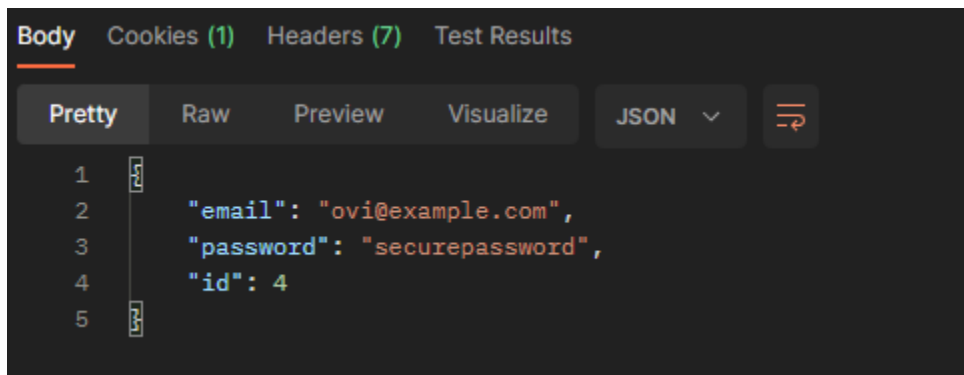 Body Cookies (1) Headers (7) Test Results
Pretty Raw Preview Visualize JSON
1 {
2 "email": "ovi@example.com",
3 "password": "securepassword",
4 "id": 4
5 }